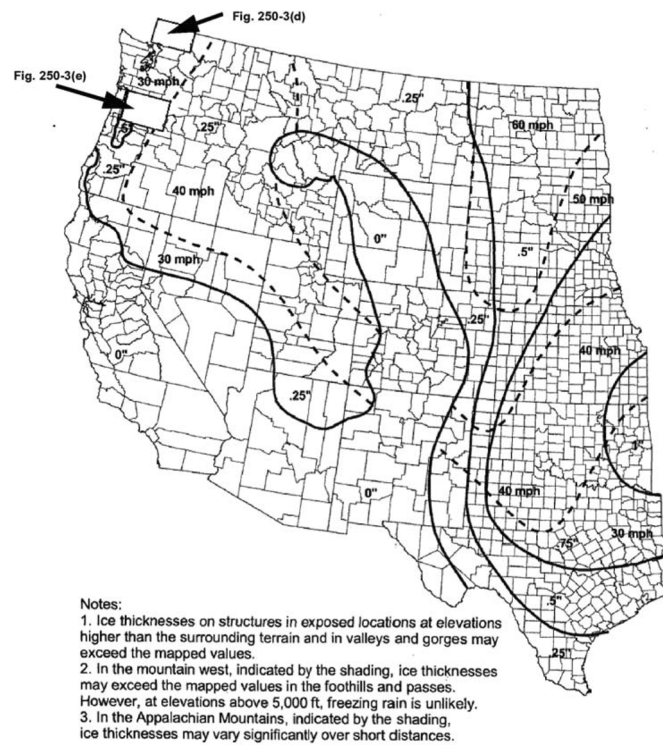 Fig. 250-3(d)
Fig. 250-3(e)
30 mph
.25"
60 mph
.25"
50 mph
.25"
40 mph
0"
.5"
30 mph
.25"
40 mph
0"
.25"
1"
0"
40 mph
30 mph
.75"
.5"
.25"
Notes:
1. Ice thicknesses on structures in exposed locations at elevations
higher than the surrounding terrain and in valleys and gorges may
exceed the mapped values.
2. In the mountain west, indicated by the shading, ice thicknesses
may exceed the mapped values in the foothills and passes.
However, at elevations above 5,000 ft, freezing rain is unlikely.
3. In the Appalachian Mountains, indicated by the shading,
ice thicknesses may vary significantly over short distances.